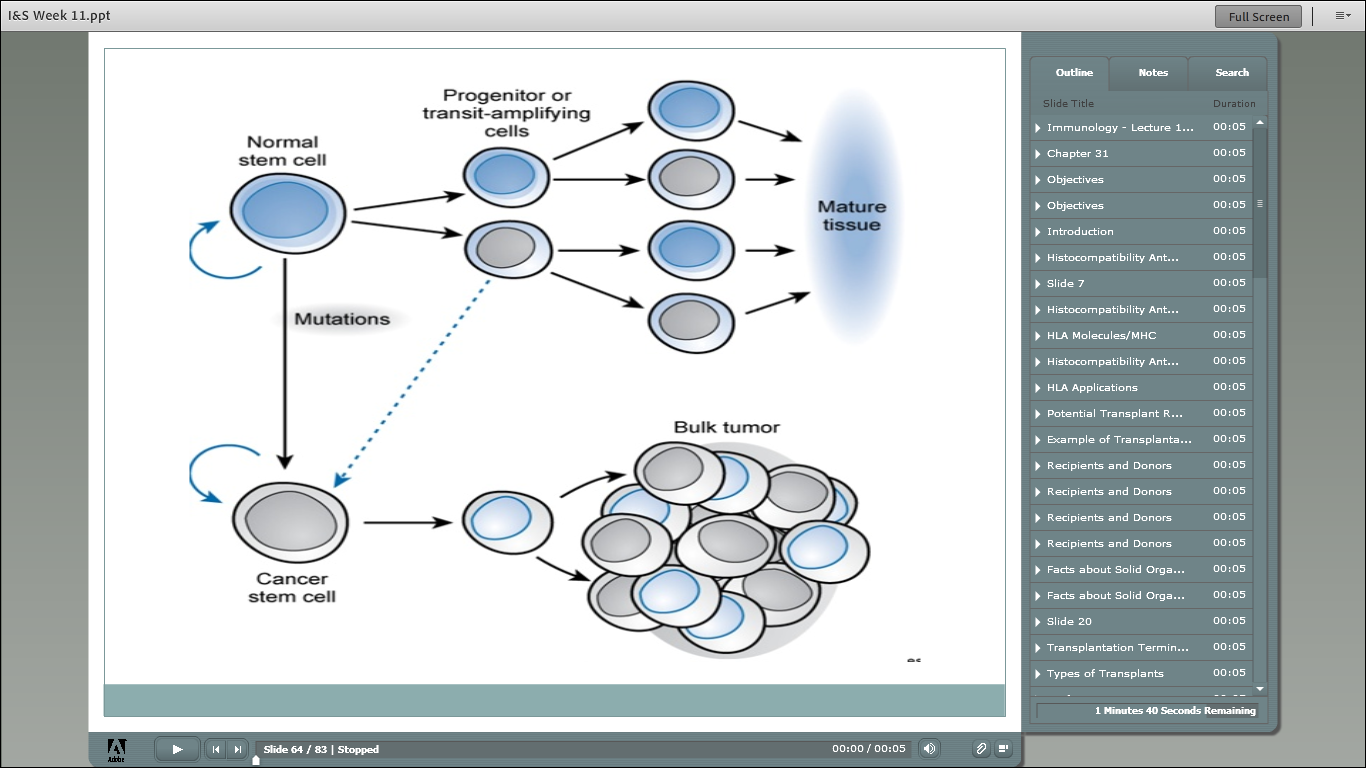 I&S Week 11.ppt
Full Screen
Normal
stem cell
Progenitor or
transit-amplifying
cells
Mature
tissue
Mutations
Cancer
stem cell
Bulk tumor
Outline Notes Search
Slide Title Duration
Immunology - Lecture 1... 00:05
Chapter 31 00:05
Objectives 00:05
Objectives 00:05
Introduction 00:05
Histocompatibility Ant... 00:05
Slide 7 00:05
Histocompatibility Ant... 00:05
HLA Molecules/MHC 00:05
Histocompatibility Ant... 00:05
HLA Applications 00:05
Potential Transplant R... 00:05
Example of Transplanta... 00:05
Recipients and Donors 00:05
Recipients and Donors 00:05
Recipients and Donors 00:05
Recipients and Donors 00:05
Facts about Solid Orga... 00:05
Facts about Solid Orga... 00:05
Slide 20 00:05
Transplantation Termin... 00:05
Types of Transplants 00:05
1 Minutes 40 Seconds Remaining
Adobe
Slide 64 / 83 | Stopped
00:00 / 00:05